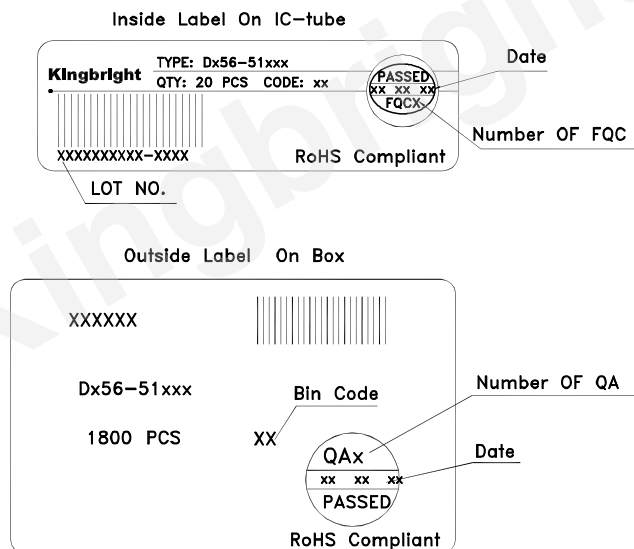 Inside Label On IC-tube
Kingbright
TYPE: Dx56-51xxx
QTY: 20 PCS CODE: xx
PASSED
xx xx xx
FQCX
Date
Number OF FQC
XXXXXXXXXX-XXXX
RoHS Compliant
LOT NO.
Outside Label On Box
XXXXXX
Dx56-51xxx
Bin Code
Number OF QA
1800 PCS
XX
QAx
Date
xx xx xx
PASSED
RoHS Compliant
Kingbright